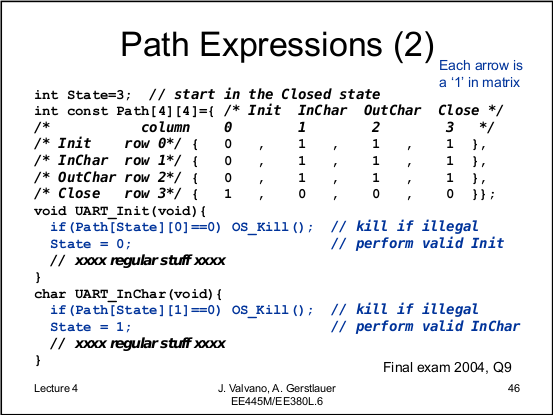 Path Expressions (2)
Each arrow is
a ‘1’ in matrix
int State=3;  // start in the Closed state
int const Path[4][4]={ /* Init  InChar  OutChar  Close */
/*          column     0       1       2       3   */
/* Init    row 0*/ {   0   ,   1   ,   1   ,   1  },
/* InChar  row 1*/ {   0   ,   1   ,   1   ,   1  },
/* OutChar row 2*/ {   0   ,   1   ,   1   ,   1  },
/* Close   row 3*/ {   1   ,   0   ,   0   ,   0  }};
void UART_Init(void){
  if(Path[State][0]==0) OS_Kill();  // kill if illegal
  State = 0;                        // perform valid Init
  // xxxx regular stuff xxxx
}
char UART_InChar(void){
  if(Path[State][1]==0) OS_Kill();  // kill if illegal
  State = 1;                        // perform valid InChar
  // xxxx regular stuff xxxx
}
Final exam 2004, Q9
Lecture 4
J. Valvano, A. Gerstlauer
EE445M/EE380L.6
46